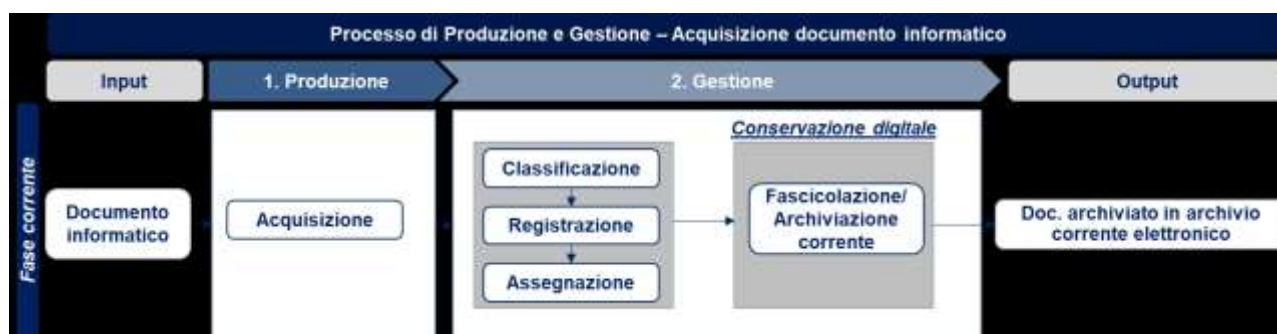 Processo di Produzione e Gestione – Acquisizione documento informatico
Input
1. Produzione
2. Gestione
Output
Fase corrente
Documento
informatico
Acquisizione
Classificazione
Registrazione
Assegnazione
Conservazione digitale
Fascicolazione/
Archiviazione
corrente
Doc. archiviato in archivio
corrente elettronico